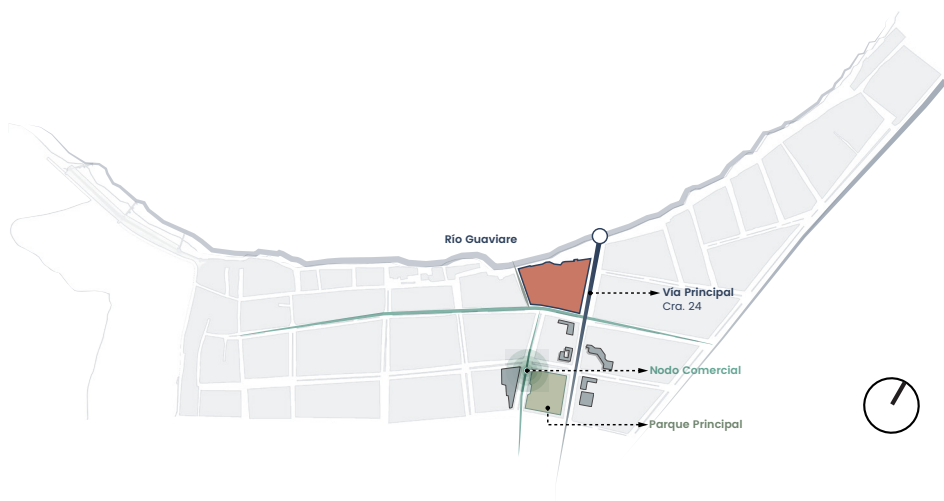 Río Guaviare
Vía Principal
Cra. 24
Nodo Comercial
Parque Principal